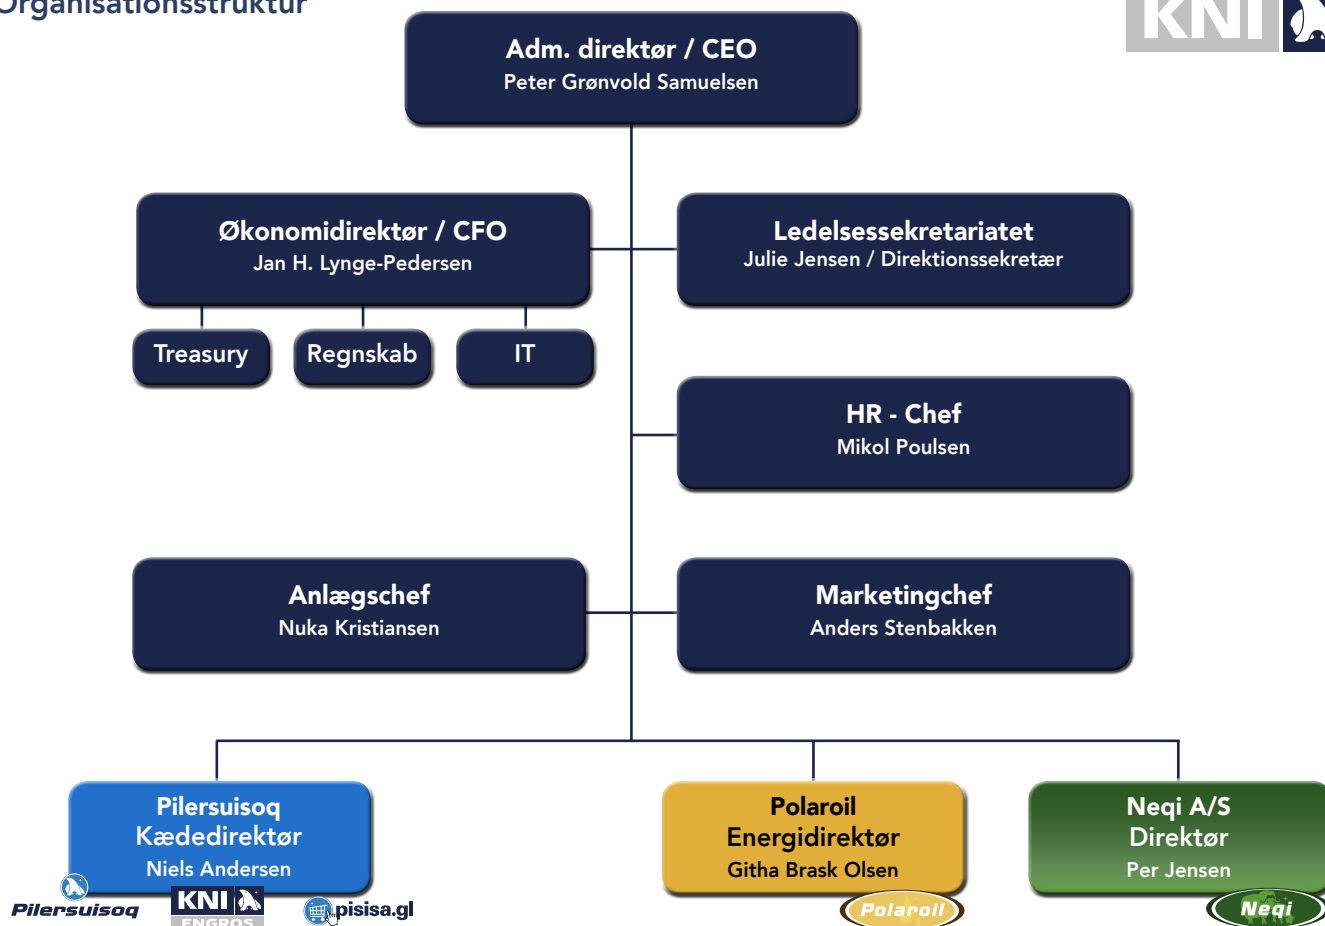 Organisationsstruktur
KNI
Adm. direktør / CEO
Peter Grønvold Samuelsen
Økonomidirektør / CFO
Jan H. Lynge-Pedersen
Ledelsessekretariatet
Julie Jensen / Direktionssekretær
Treasury
Regnskab
IT
HR - Chef
Mikol Poulsen
Anlægschef
Nuka Kristiansen
Marketingchef
Anders Stenbakken
Pilersuisoq
Kædedirektør
Niels Andersen
Polaroil
Energidirektør
Githa Brask Olsen
Neqi A/S
Direktør
Per Jensen
Pilersuisoq
KNI
ENGROS
pisisa.gl
Polaroil
Neqi